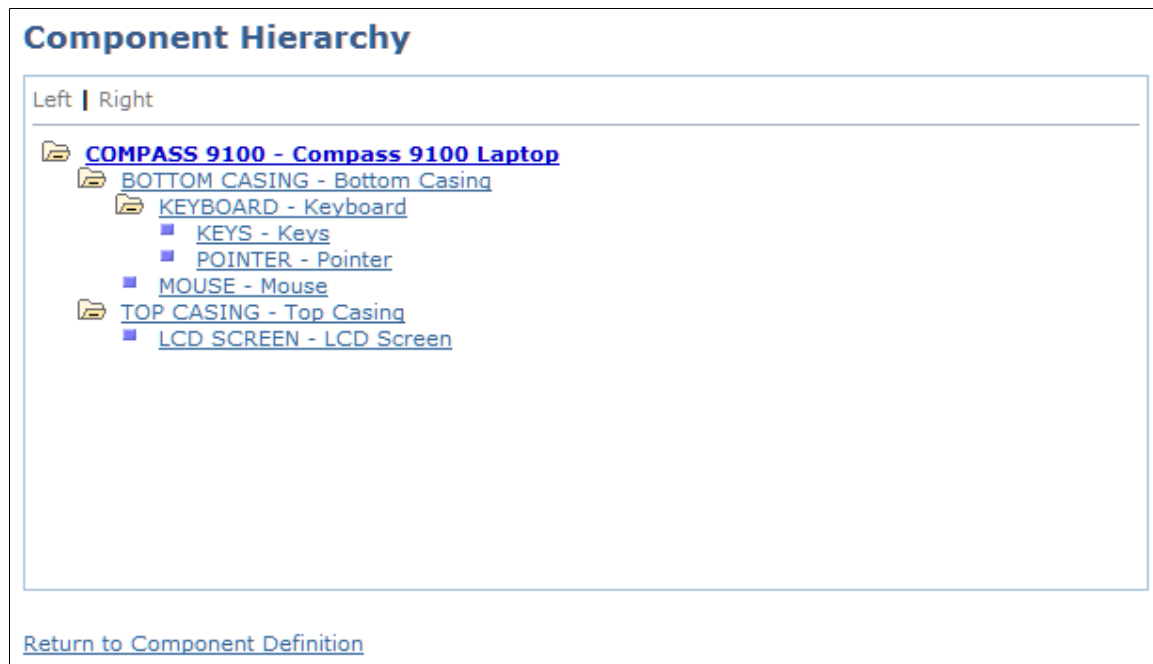 Component Hierarchy
Left | Right
COMPASS 9100 - Compass 9100 Laptop
BOTTOM CASING - Bottom Casing
KEYBOARD - Keyboard
KEYS - Keys
POINTER - Pointer
MOUSE - Mouse
TOP CASING - Top Casing
LCD SCREEN - LCD Screen
Return to Component Definition